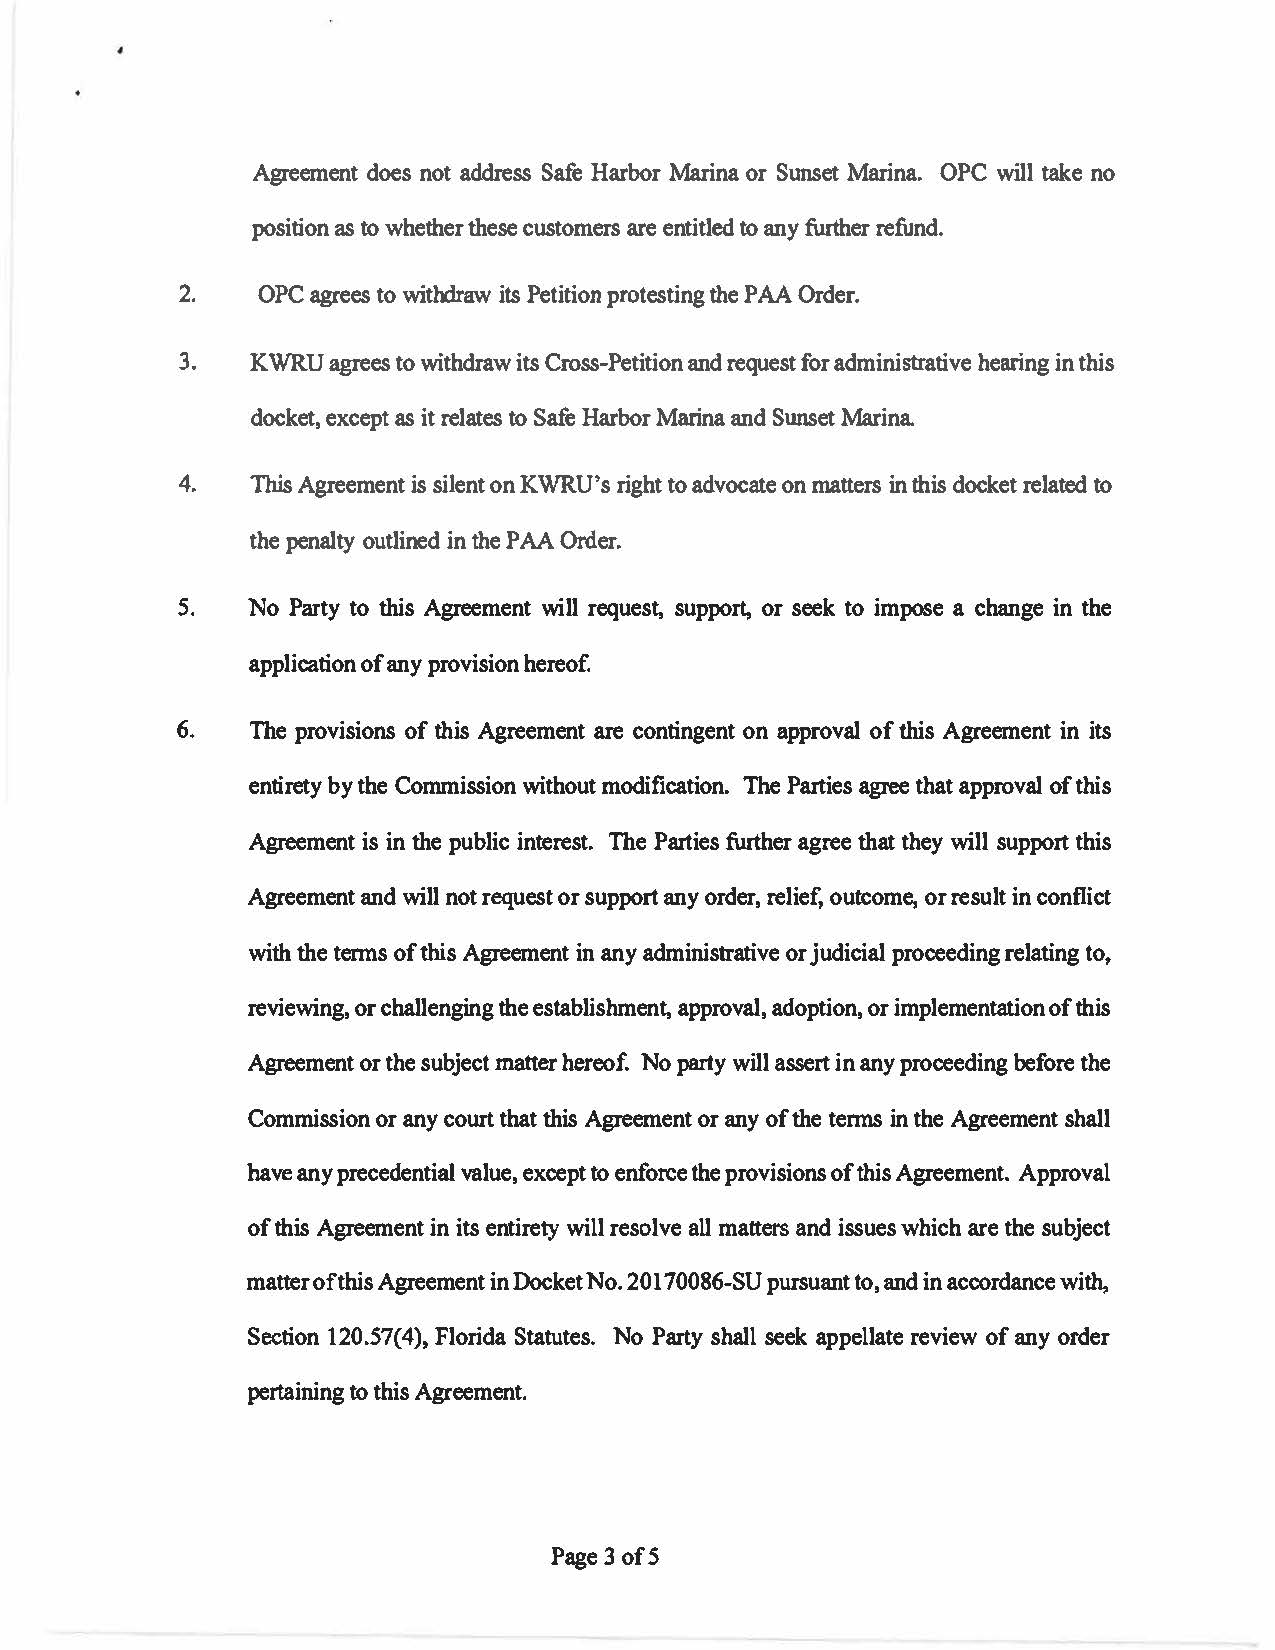 Agreement does not address Safe Harbor Marina or Sunset Marina. OPC will take no
position as to whether these customers are entitled to any further refund.
2. OPC agrees to withdraw its Petition protesting the PAA Order.
3. KWRU agrees to withdraw its Cross-Petition and request for administrative hearing in this
docket, except as it relates to Safe Harbor Marina and Sunset Marina.
4. This Agreement is silent on KWRU's right to advocate on matters in this docket related to
the penalty outlined in the PAA Order.
5. No Party to this Agreement will request, support, or seek to impose a change in the
application of any provision hereof.
6. The provisions of this Agreement are contingent on approval of this Agreement in its
entirety by the Commission without modification. The Parties agree that approval of this
Agreement is in the public interest. The Parties further agree that they will support this
Agreement and will not request or support any order, relief, outcome, or result in conflict
with the terms of this Agreement in any administrative or judicial proceeding relating to,
reviewing, or challenging the establishment, approval, adoption, or implementation of this
Agreement or the subject matter hereof. No party will assert in any proceeding before the
Commission or any court that this Agreement or any of the terms in the Agreement shall
have any precedential value, except to enforce the provisions of this Agreement. Approval
of this Agreement in its entirety will resolve all matters and issues which are the subject
matter of this Agreement in Docket No. 20170086-SU pursuant to, and in accordance with,
Section 120.57(4), Florida Statutes. No Party shall seek appellate review of any order
pertaining to this Agreement.
Page 3 of 5